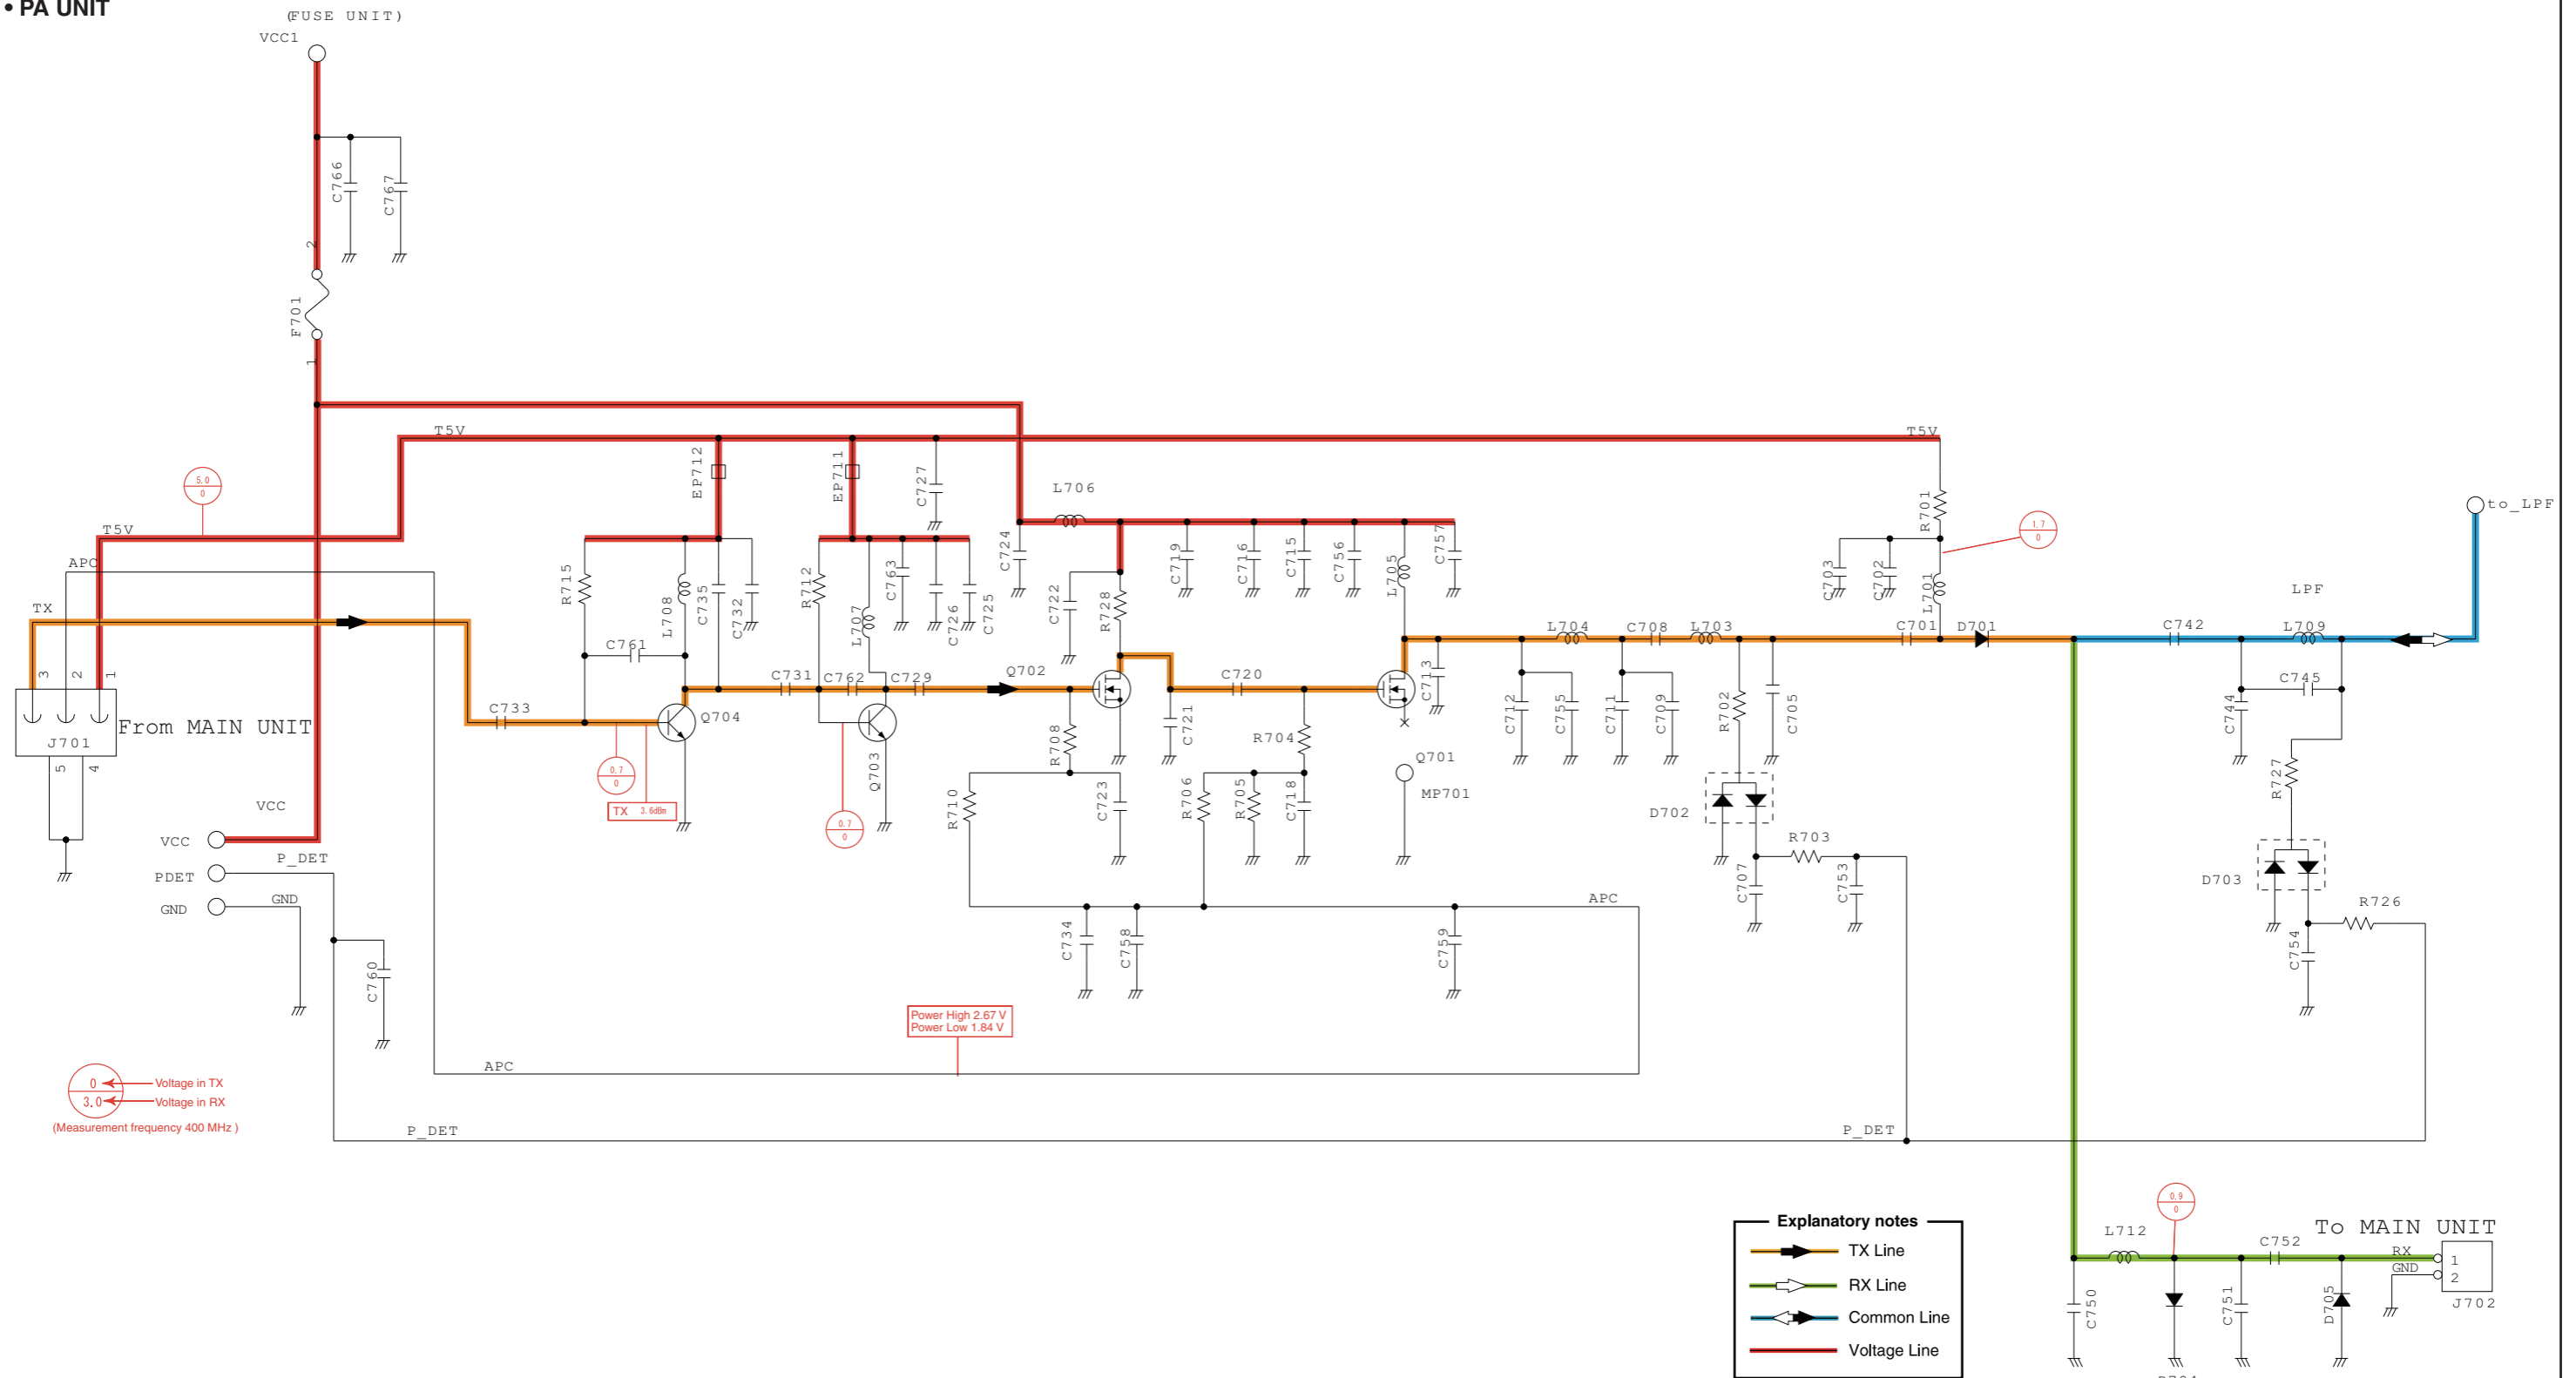 • PA UNIT
(FUSE UNIT)
VCC1
C766
C767
2
F701
1
T5V
T5V
EP712
EP711
C727
L706
R701
5.0
0
1.7
0
to_LPF
T5V
APC
TX
R715
L708
C735
C732
R712
L707
C763
C726
C725
C724
C722
R728
C719
C716
C715
C756
L705
C757
C703
C702
L701
LPF
C761
L704
C708
L703
C701
D701
C742
L709
3
2
1
C731
C762
C729
Q702
C720
C713
C745
C733
Q704
Q703
R708
C721
R704
Q701
C712
C755
C711
C709
R702
C705
C744
From MAIN UNIT
J701
5
4
0.7
0
TX 3.6dBm
0.7
0
MP701
R727
VCC
R710
C723
R706
R705
C718
D702
R703
VCC
P_DET
PDET
C707
C753
D703
GND
GND
R726
APC
C734
C758
C759
C754
C760
Power High 2.67 V
Power Low 1.84 V
APC
0
Voltage in TX
3.0
Voltage in RX
(Measurement frequency 400 MHz )
P_DET
P_DET
0.9
0
Explanatory notes
TX Line
RX Line
Common Line
Voltage Line
L712
C752
To MAIN UNIT
RX
1
GND
2
J702
C750
C751
D705